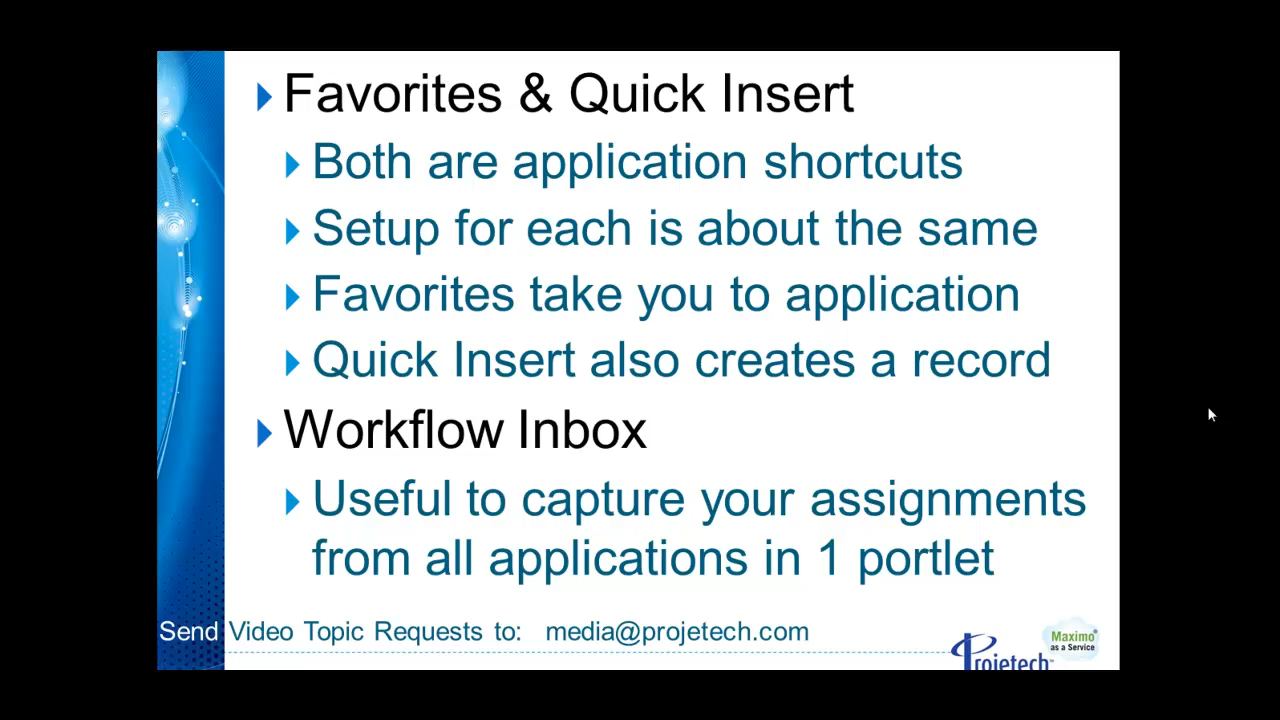 Favorites & Quick Insert
Both are application shortcuts
Setup for each is about the same
Favorites take you to application
Quick Insert also creates a record
Workflow Inbox
Useful to capture your assignments
from all applications in 1 portlet
Send Video Topic Requests to: media@projetech.com
Projetech™
Maximo®
as a Service